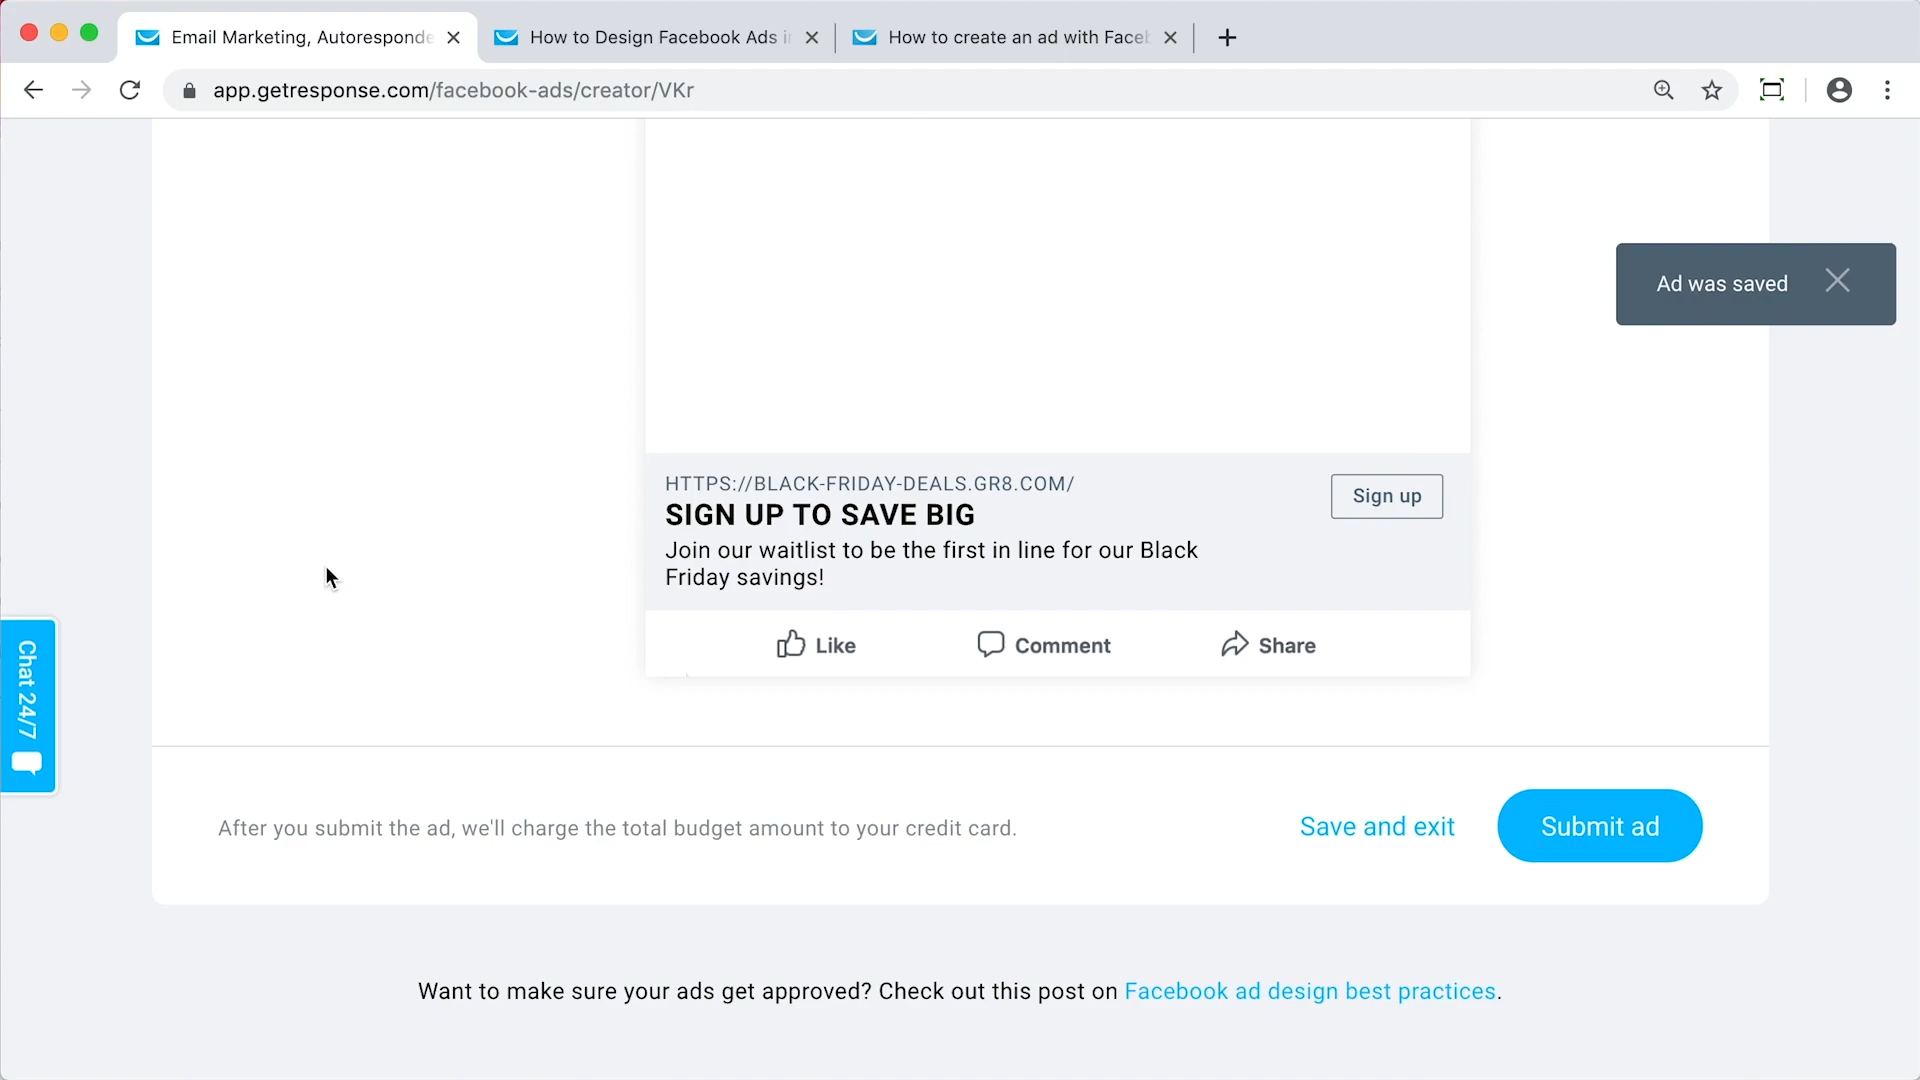 Email Marketing, Autoresponde
How to Design Facebook Ads i
How to create an ad with Faceb
app.getresponse.com/facebook-ads/creator/VKr
Ad was saved
HTTPS://BLACK-FRIDAY-DEALS.GR8.COM/
SIGN UP TO SAVE BIG
Join our waitlist to be the first in line for our Black
Friday savings!
Sign up
Like
Comment
Share
Chat 24/7
After you submit the ad, we'll charge the total budget amount to your credit card.
Save and exit
Submit ad
Want to make sure your ads get approved? Check out this post on Facebook ad design best practices.